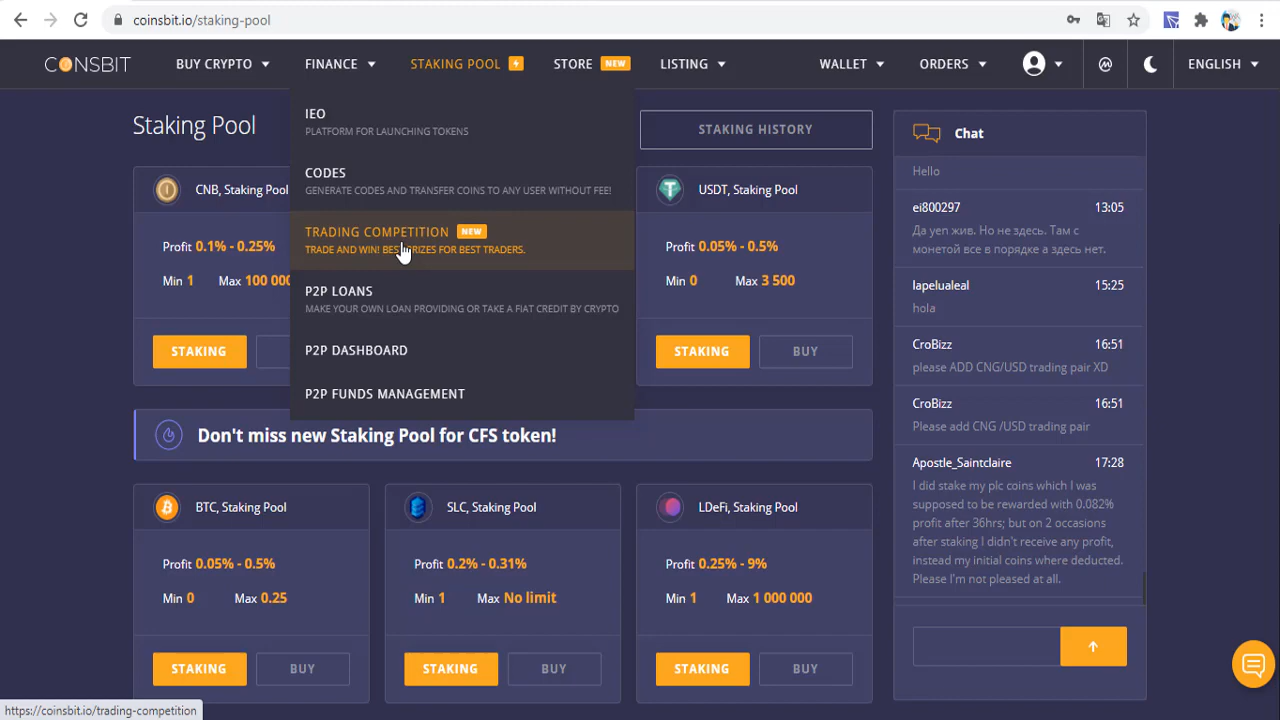 coinsbit.io/staking-pool
CONSBIT
BUY CRYPTO
FINANCE
STAKING POOL
STORE NEW
LISTING
WALLET
ORDERS
ENGLISH
Staking Pool
STAKING HISTORY
IEO
PLATFORM FOR LAUNCHING TOKENS
CODES
GENERATE CODES AND TRANSFER COINS TO ANY USER WITHOUT FEE!
TRADING COMPETITION NEW
TRADE AND WIN! BEST PRIZES FOR BEST TRADERS.
P2P LOANS
MAKE YOUR OWN LOAN PROVIDING OR TAKE A FIAT CREDIT BY CRYPTO
P2P DASHBOARD
P2P FUNDS MANAGEMENT
CNB, Staking Pool
Profit 0.1% - 0.25%
Min 1 Max 100 000
STAKING
USDT, Staking Pool
Profit 0.05% - 0.5%
Min 0 Max 3 500
STAKING BUY
Don't miss new Staking Pool for CFS token!
BTC, Staking Pool
Profit 0.05% - 0.5%
Min 0 Max 0.25
STAKING BUY
SLC, Staking Pool
Profit 0.2% - 0.31%
Min 1 Max No limit
STAKING BUY
LDeFi, Staking Pool
Profit 0.25% - 9%
Min 1 Max 1 000 000
STAKING BUY
Chat
Hello
ei800297 13:05
Да уеп жив. Но не здесь. Там с
монетой все в порядке а здесь нет.
lapelualeal 15:25
hola
CroBizz 16:51
please ADD CNG/USD trading pair XD
CroBizz 16:51
Please add CNG /USD trading pair
Apostle_Saintclaire 17:28
I did stake my plc coins which I was
supposed to be rewarded with 0.082%
profit after 36hrs; but on 2 occasions
after staking I didn't receive any profit,
instead my initial coins where deducted.
Please I'm not pleased at all.
https://coinsbit.io/trading-competition